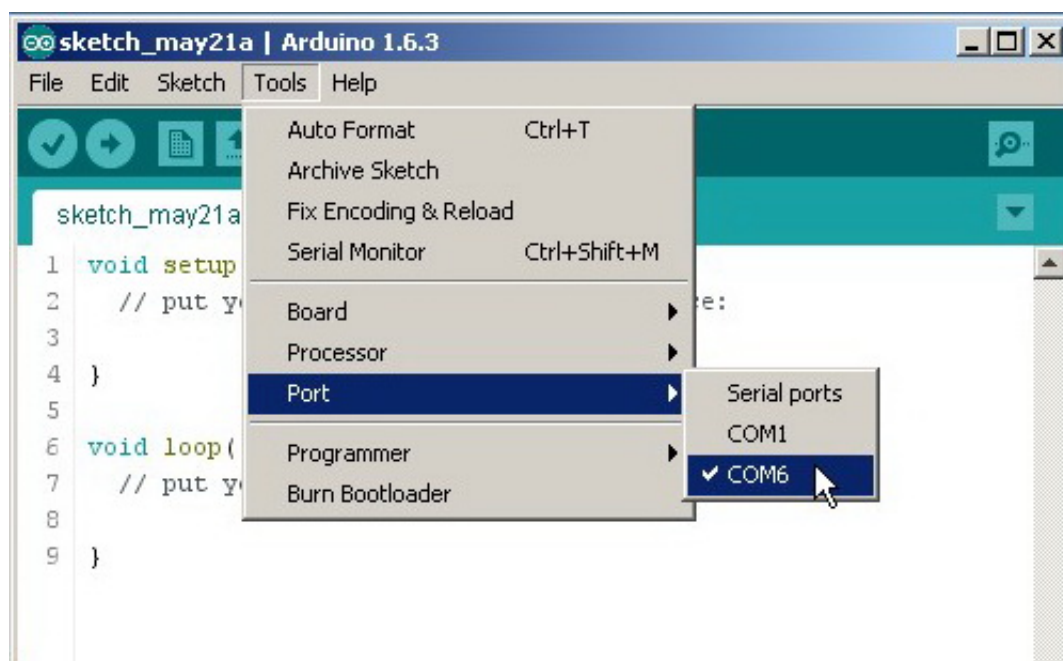 sketch_may21a | Arduino 1.6.3
File Edit Sketch Tools Help
Auto Format Ctrl+T
Archive Sketch
sketch_may21a
Fix Encoding & Reload
Serial Monitor Ctrl+Shift+M
1 void setup
2 // put y e:
Board
3
Processor
4 }
Port
Serial ports
5
COM1
6 void loop(
Programmer
7 // put y
COM6
Burn Bootloader
8
9 }